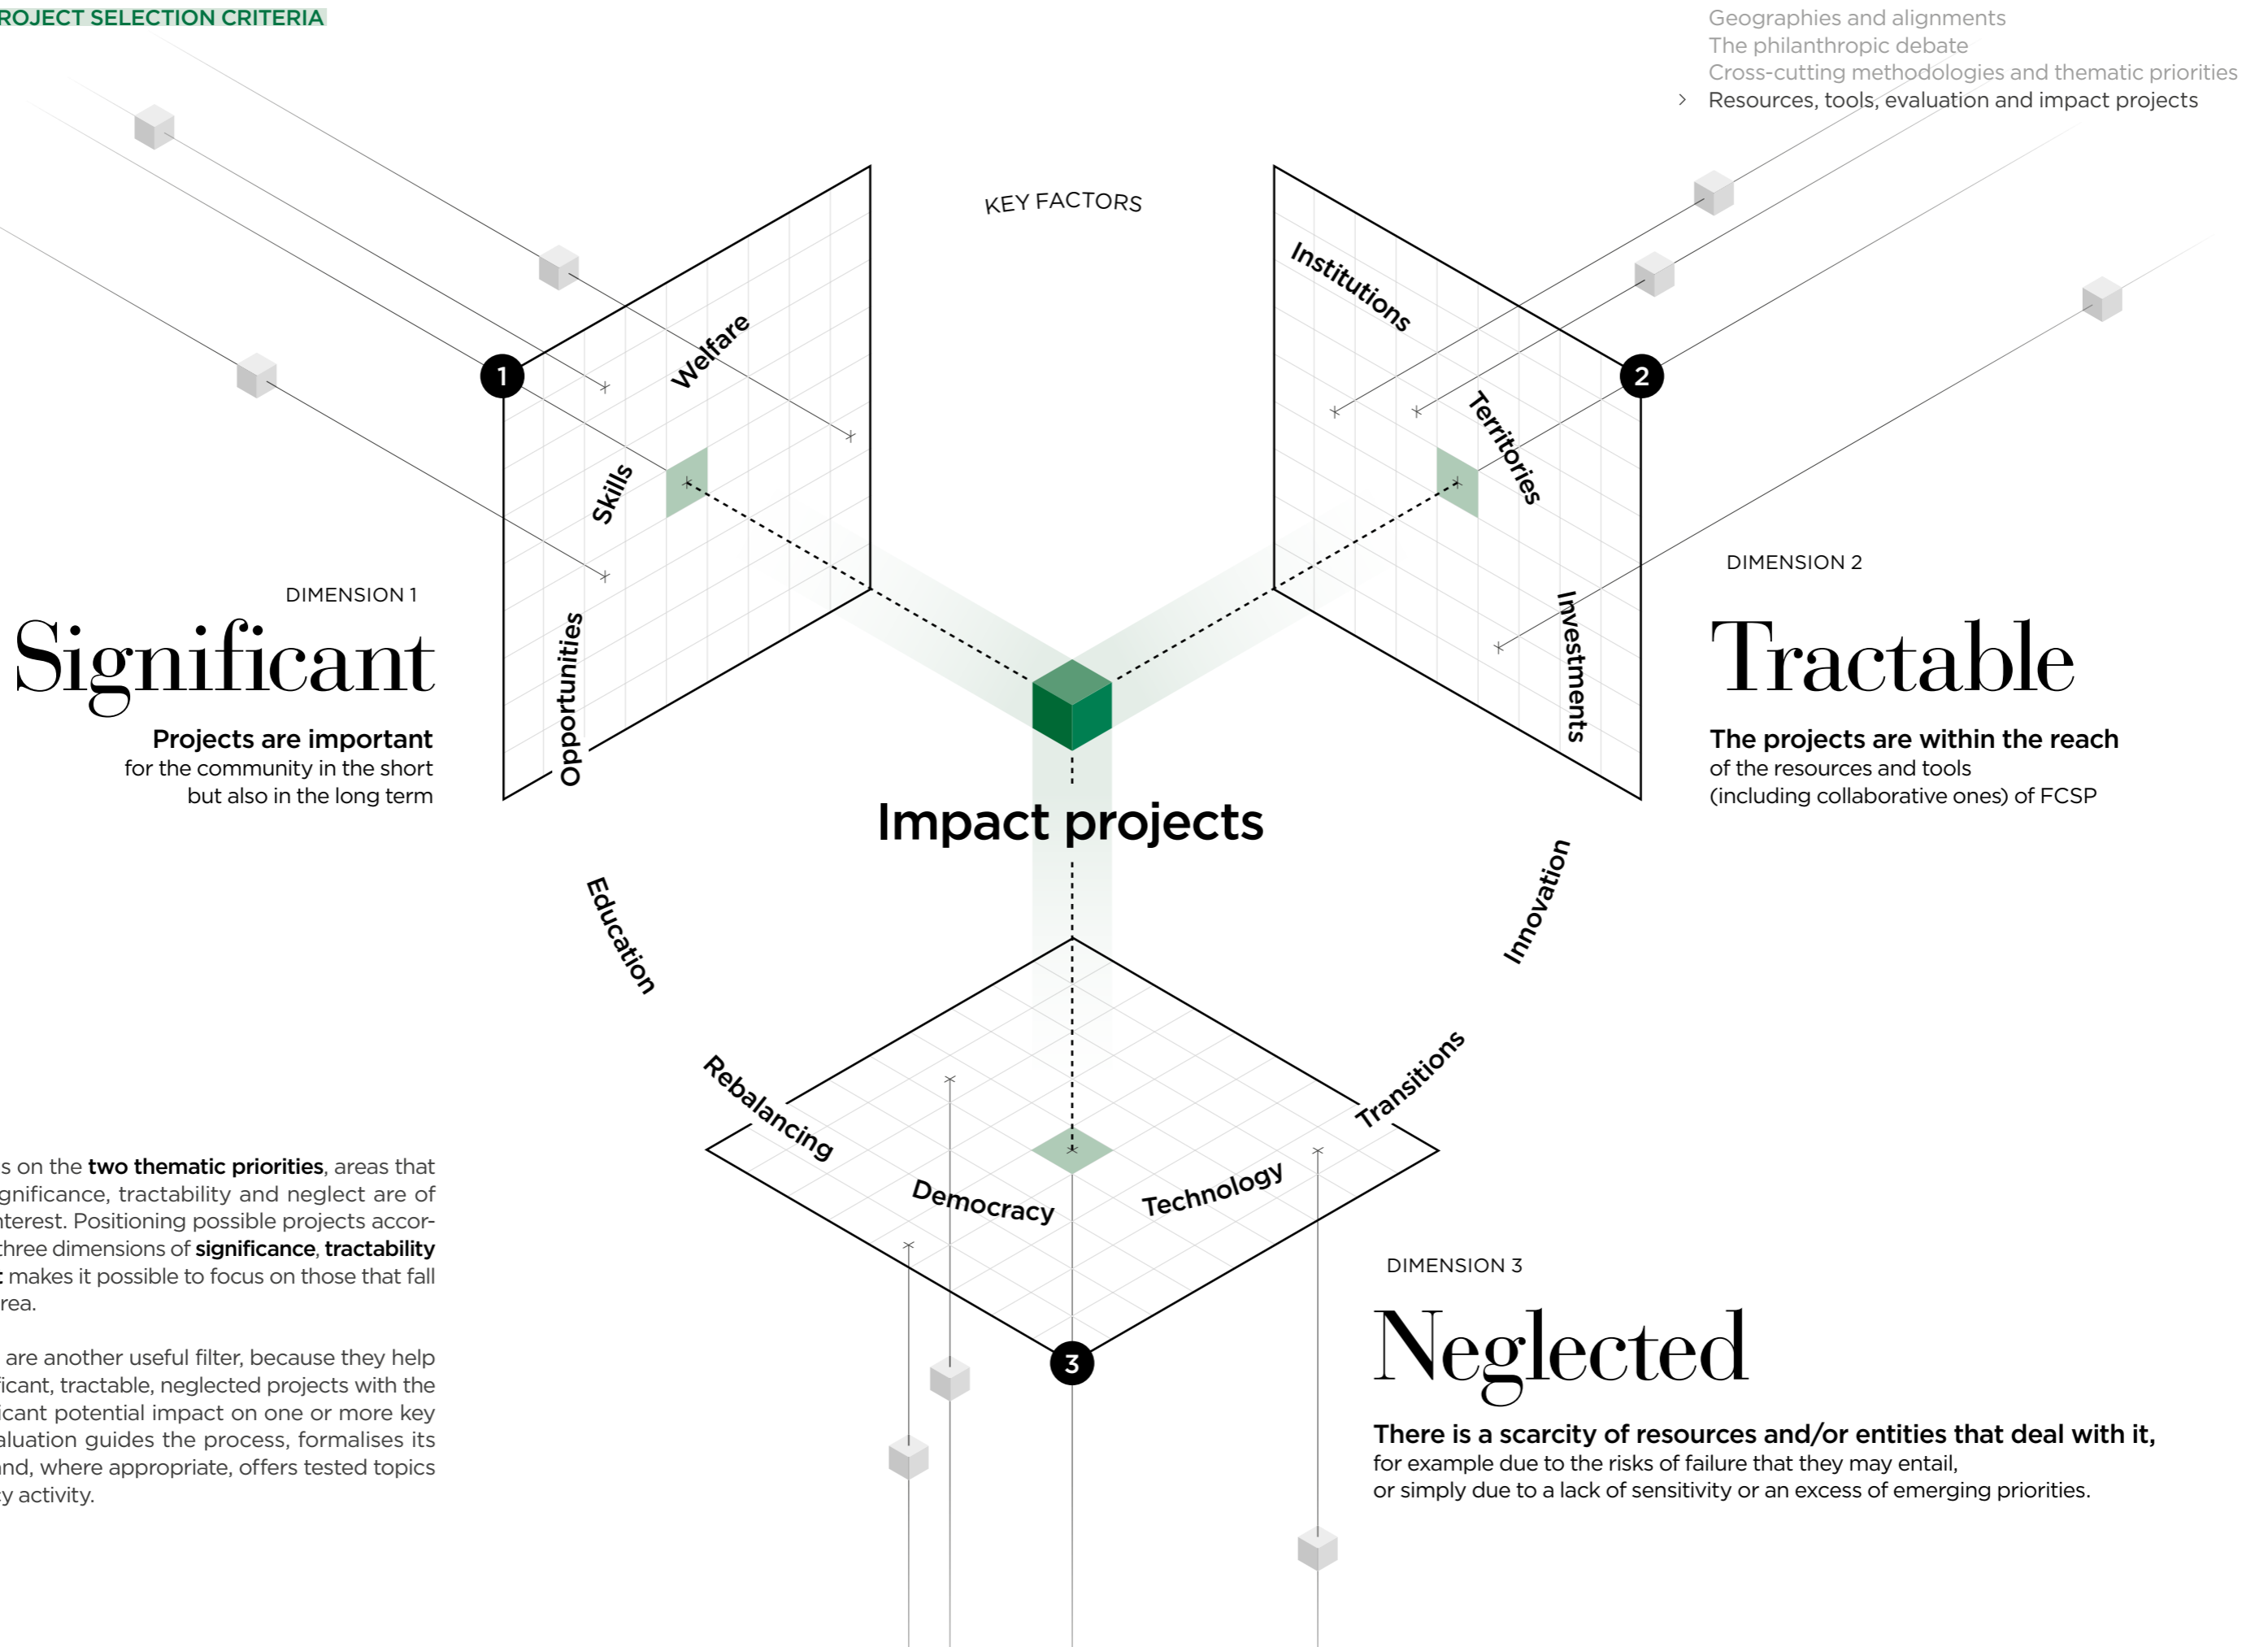 ROJECT SELECTION CRITERIA
Geographies and alignments
The philanthropic debate
Cross-cutting methodologies and thematic priorities
> Resources, tools, evaluation and impact projects
KEY FACTORS
Institutions
Territories
Investments
Innovation
Transitions
Technology
Democracy
Rebalancing
Education
Opportunities
Skills
Welfare
1
2
DIMENSION 1
Significant
Projects are important
for the community in the short
but also in the long term
DIMENSION 2
Tractable
The projects are within the reach
of the resources and tools
(including collaborative ones) of FCSP
Impact projects
s on the two thematic priorities, areas that
gnificance, tractability and neglect are of
nterest. Positioning possible projects accor-
three dimensions of significance, tractability
t makes it possible to focus on those that fall
rea.
are another useful filter, because they help
ficant, tractable, neglected projects with the
icant potential impact on one or more key
aluation guides the process, formalises its
and, where appropriate, offers tested topics
cy activity.
3
DIMENSION 3
Neglected
There is a scarcity of resources and/or entities that deal with it,
for example due to the risks of failure that they may entail,
or simply due to a lack of sensitivity or an excess of emerging priorities.